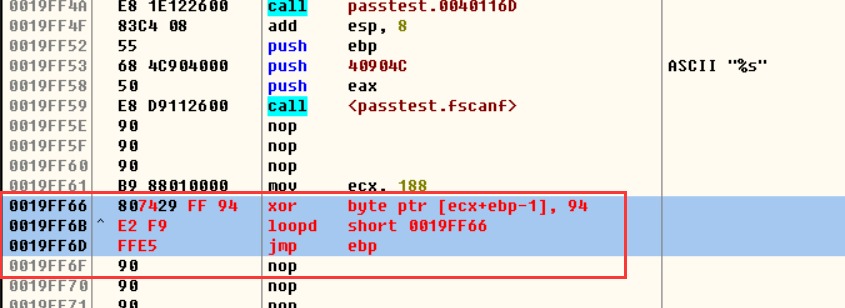 0019FF4A E8 1E122600 call passtest.0040116D
0019FF4F 83C4 08 add esp, 8
0019FF52 55 push ebp
0019FF53 68 4C904000 push 40904C ASCII "%s"
0019FF58 50 push eax
0019FF59 E8 D9112600 call <passtest.fscanf>
0019FF5E 90 nop
0019FF5F 90 nop
0019FF60 90 nop
0019FF61 B9 88010000 mov ecx, 188
0019FF66 807429 FF 94 xor byte ptr [ecx+ebp-1], 94
0019FF6B ^ E2 F9 loopd short 0019FF66
0019FF6D FFE5 jmp ebp
0019FF6F 90 nop
0019FF70 90 nop
0019FF71 90 nop